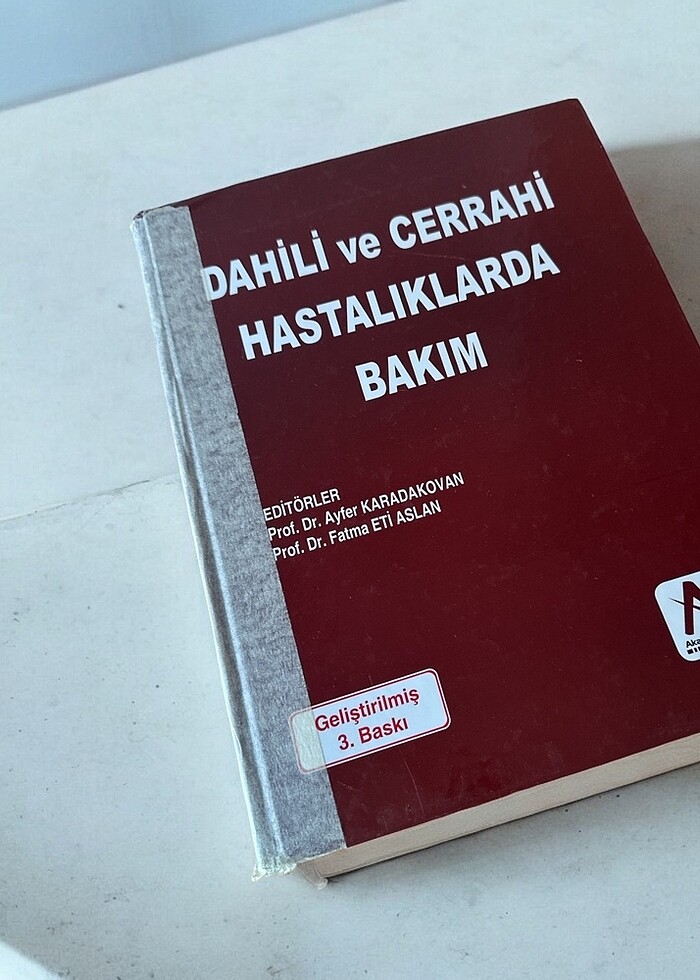 DAHİLİ ve CERRAHİ
HASTALIKLARDA
BAKIM
EDİTÖRLER
Prof. Dr. Ayfer KARADAKOVAN
Prof. Dr. Fatma ETİ ASLAN
Geliştirilmiş
3. Baskı